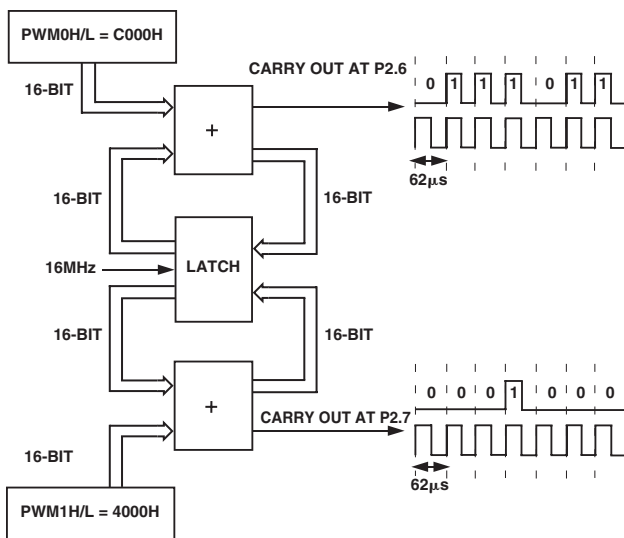 PWM0H/L = C000H
16-BIT
CARRY OUT AT P2.6
0 1 1 1 0 1 1
+
62μs
16-BIT
16-BIT
16MHz
LATCH
16-BIT
16-BIT
0 0 0 1 0 0 0
+
CARRY OUT AT P2.7
16-BIT
62μs
PWM1H/L = 4000H